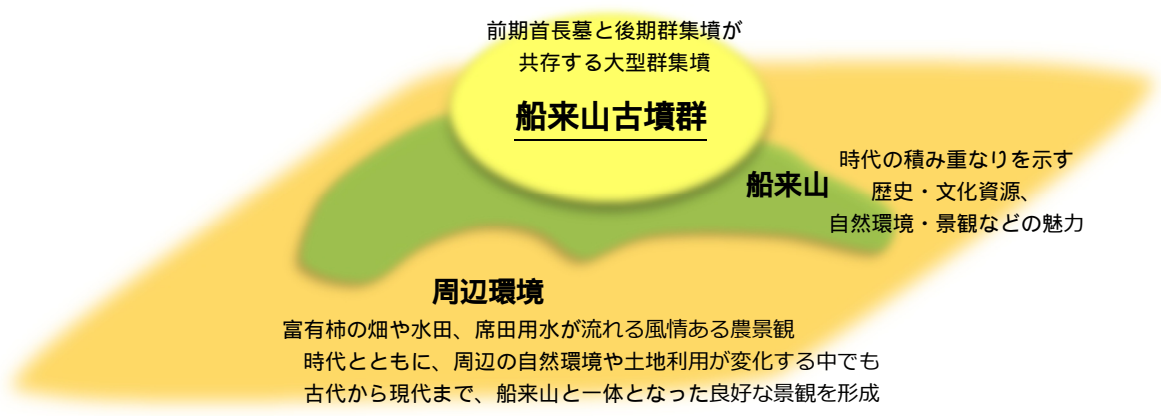 前期首長墓と後期群集墳が
共存する大型群集墳
船来山古墳群
船来山
時代の積み重なりを示す
歴史・文化資源、
自然環境・景観などの魅力
周辺環境
富有柿の畑や水田、席田用水が流れる風情ある農景観
時代とともに、周辺の自然環境や土地利用が変化する中でも
古代から現代まで、船来山と一体となった良好な景観を形成